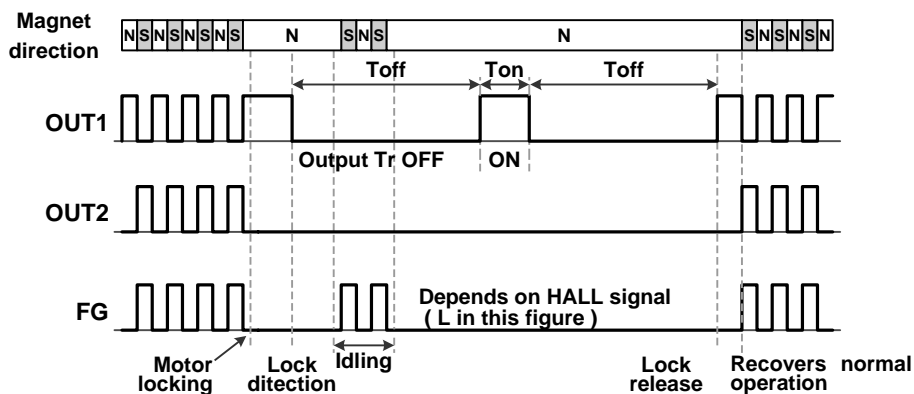 Magnet direction
N S N S N S N S N S N S N S N S N S N
Toff Ton Toff
OUT1
Output Tr OFF ON
OUT2
FG
Depends on HALL signal
( L in this figure )
Motor locking
Lock ditection
Idling
Lock release
Recovers normal operation